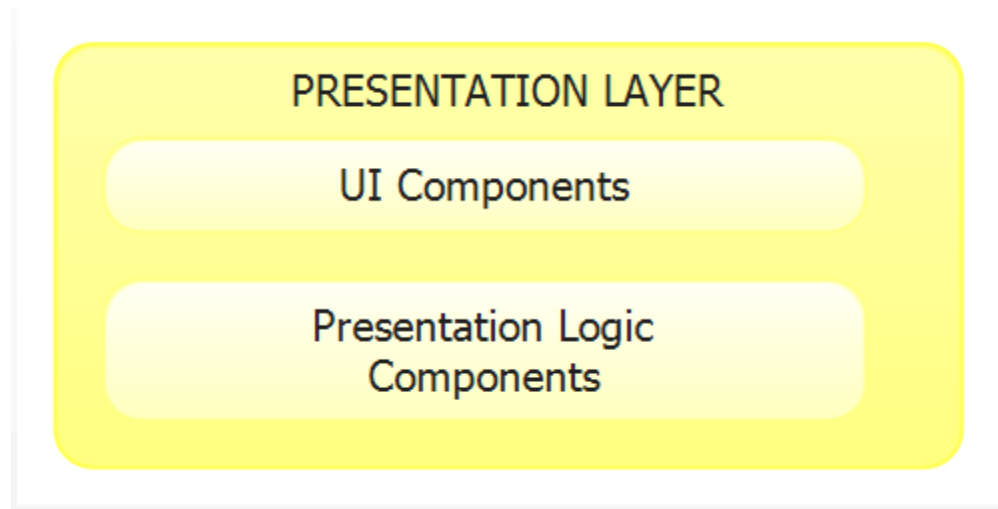 PRESENTATION LAYER
UI Components
Presentation Logic
Components